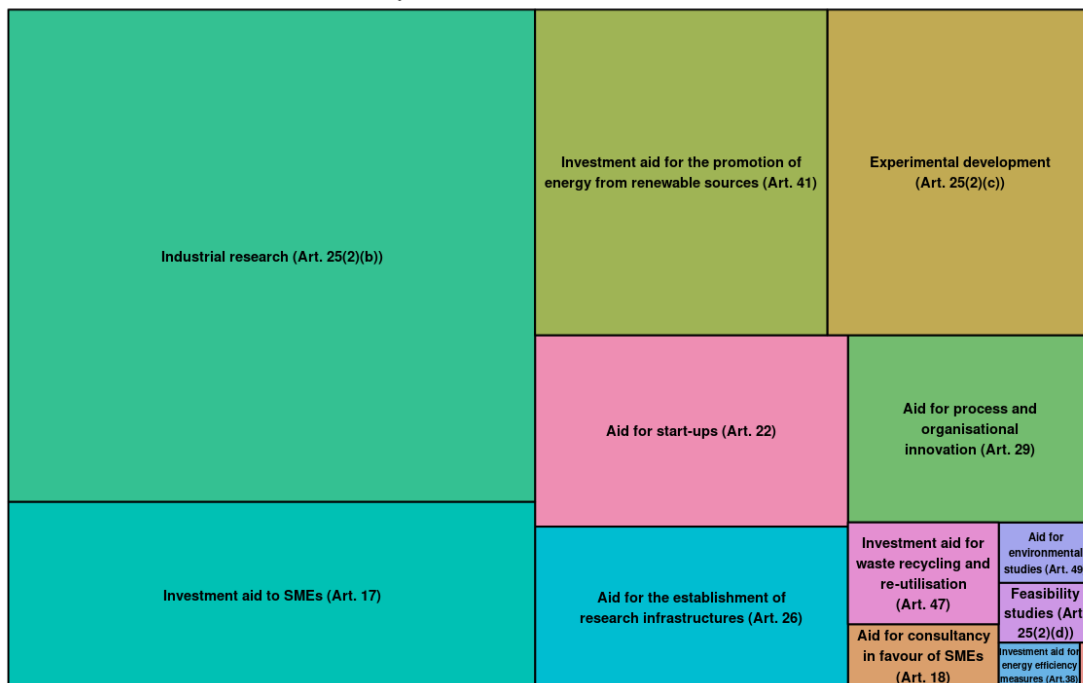 Industrial research (Art. 25(2)(b))
Investment aid to SMEs (Art. 17)
Investment aid for the promotion of
energy from renewable sources (Art. 41)
Experimental development
(Art. 25(2)(c))
Aid for start-ups (Art. 22)
Aid for process and
organisational
innovation (Art. 29)
Aid for the establishment of
research infrastructures (Art. 26)
Investment aid for
waste recycling and
re-utilisation
(Art. 47)
Aid for
environmental
studies (Art. 49
Feasibility
studies (Art.
25(2)(d))
Aid for consultancy
in favour of SMEs
(Art. 18)
Investment aid for
energy efficiency
measures (Art.38)